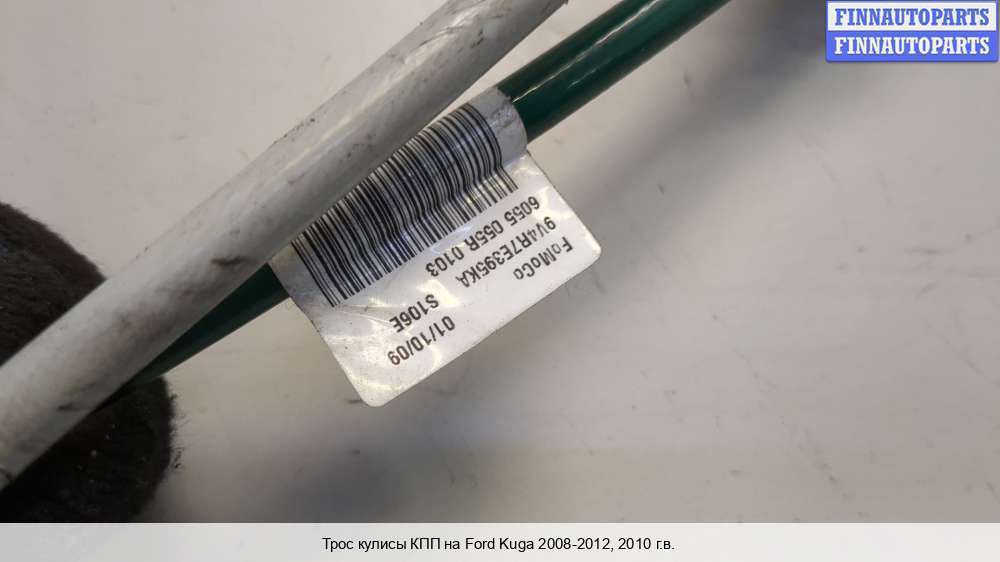 FINNAUTOPARTS
FINNAUTOPARTS
FoMoCo
9V4R7E395KA
6055 055R 0103
S106E
01/10/09
Трос кулисы КПП на Ford Kuga 2008-2012, 2010 г.в.